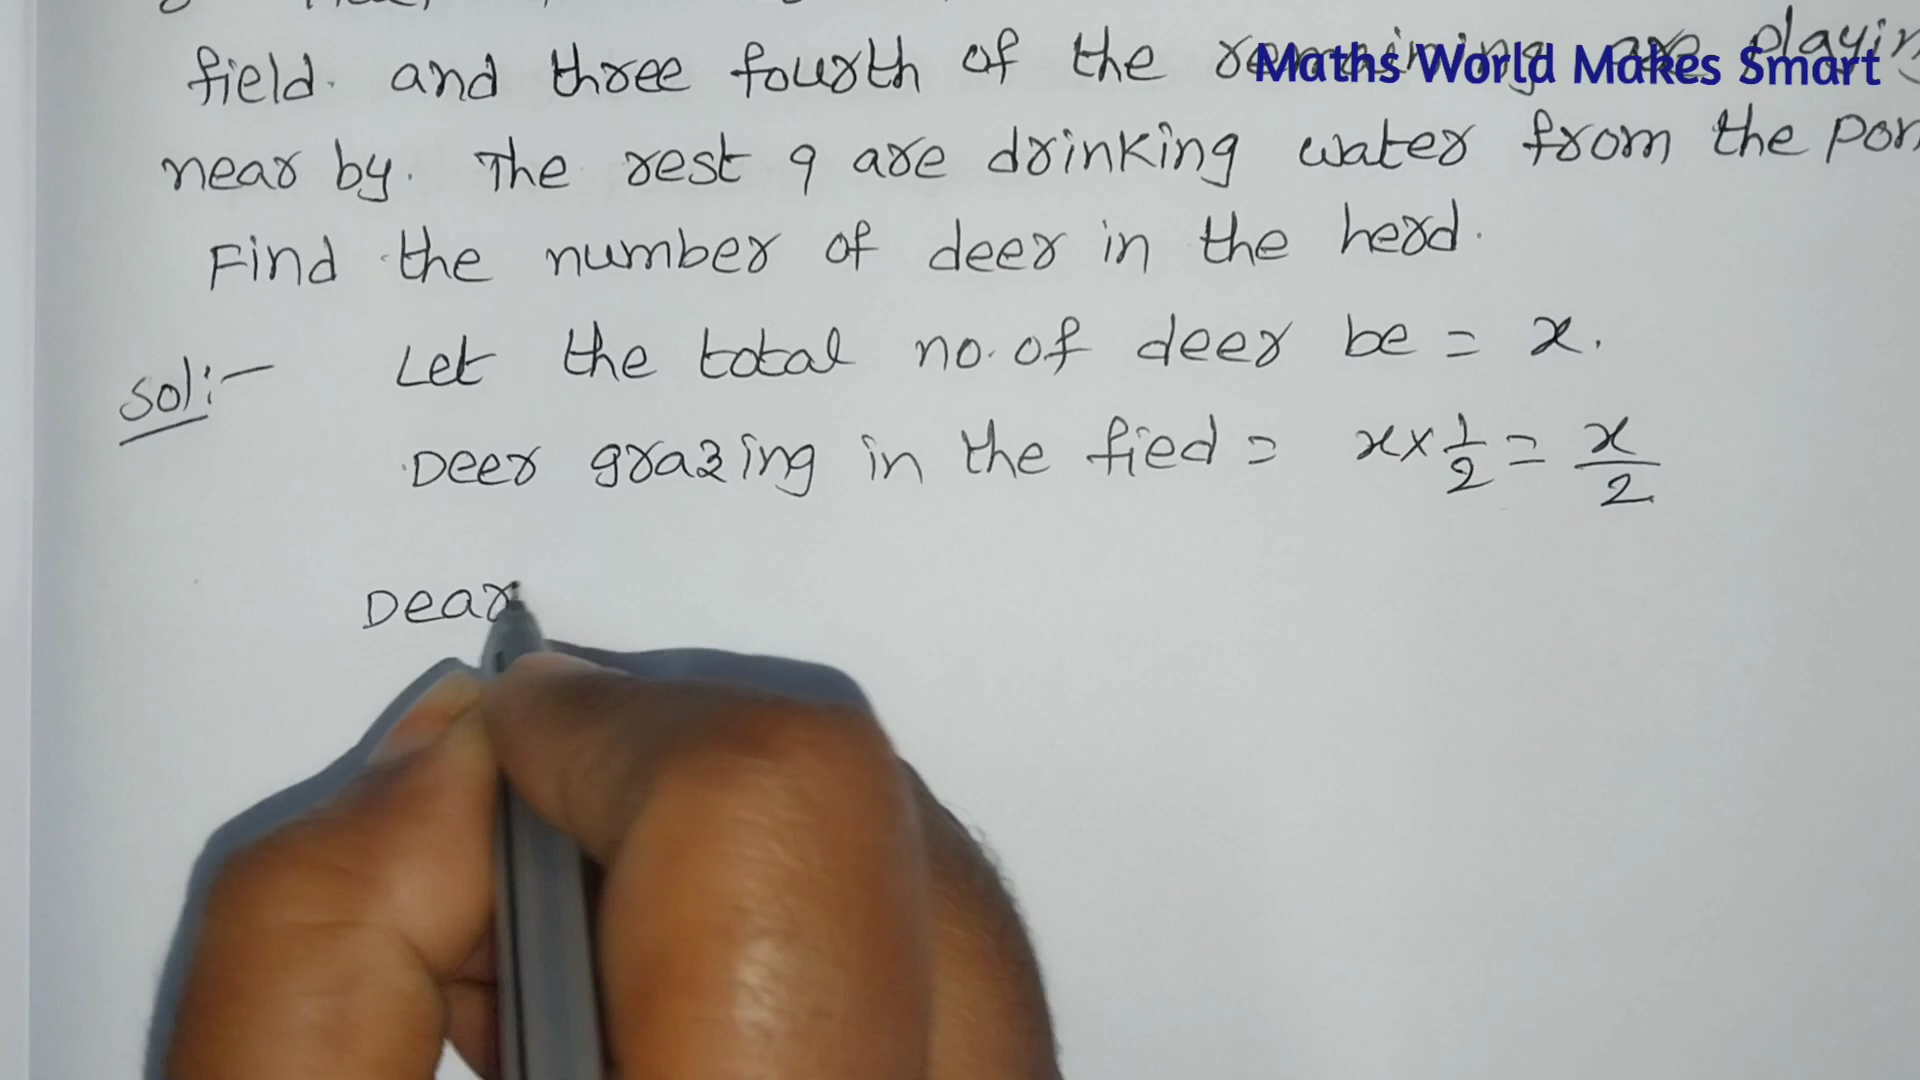 field. and three fourth of the remaining are
Maths World Makes Smart
near by. The rest 9 are drinking water from the
Find the number of deer in the herd.
Sol:- Let the total no. of deer be = x.
Deer grazing in the fied = x × 1/2 = x/2
Dear